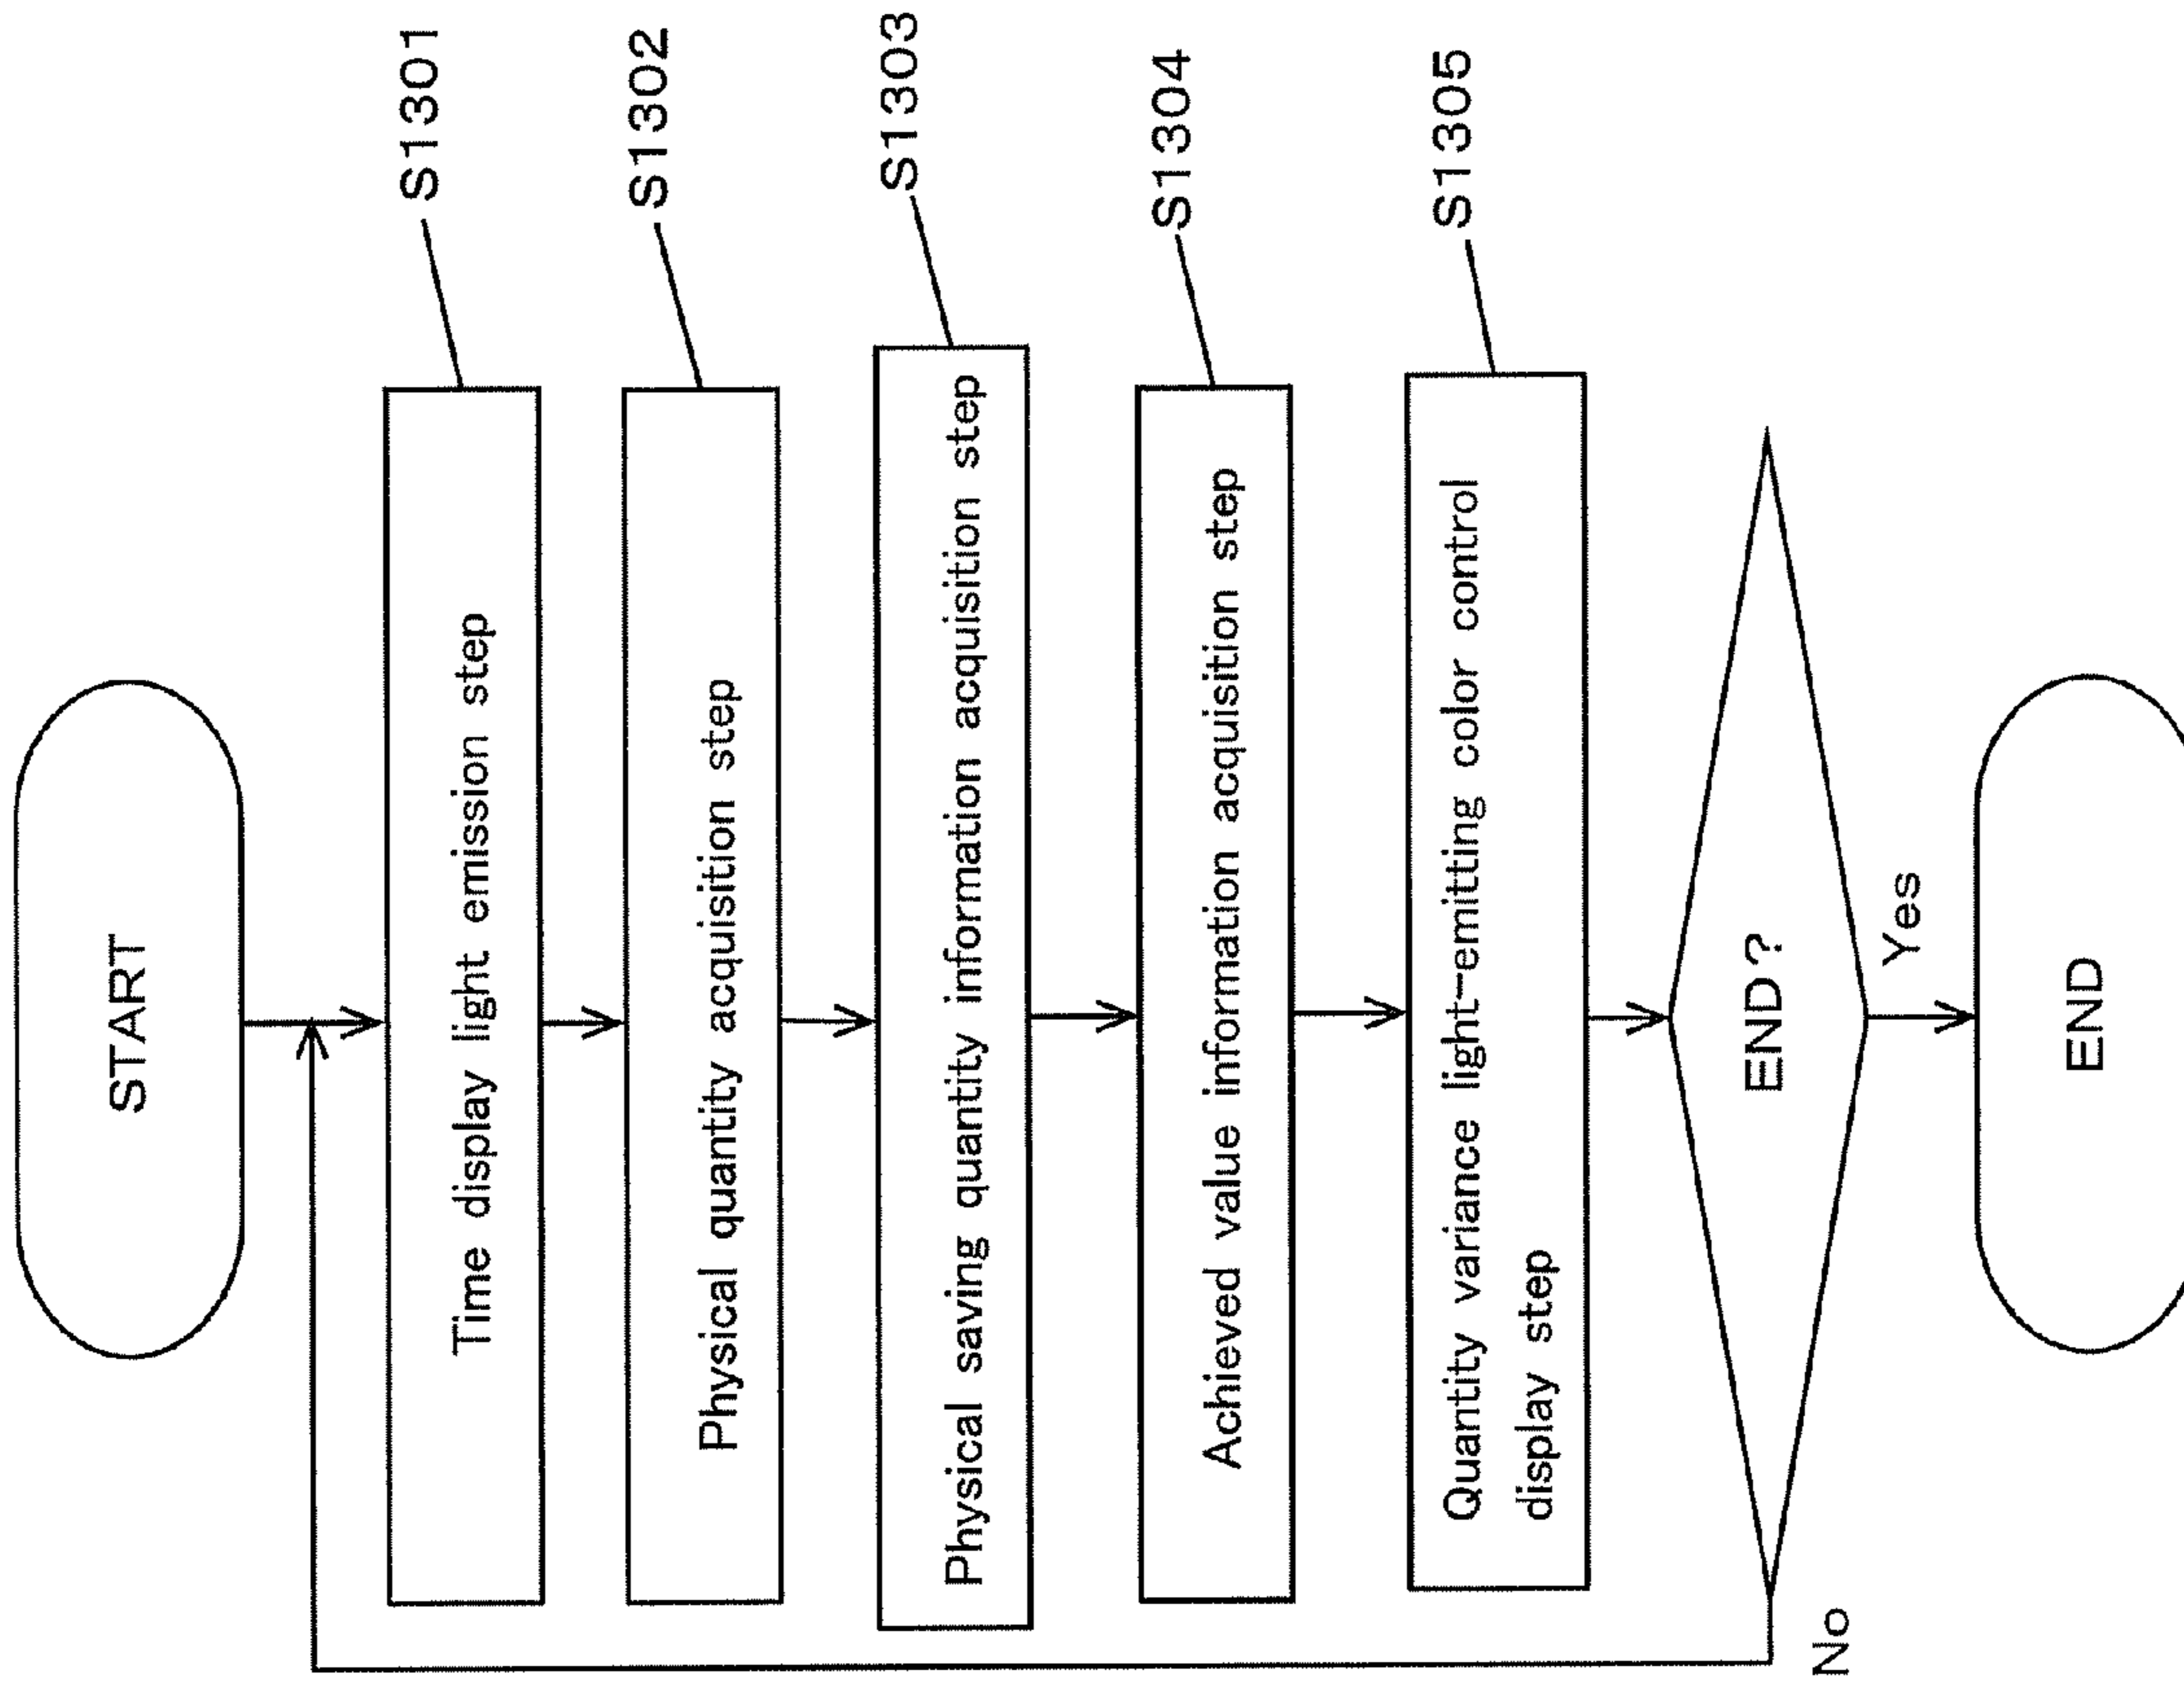 START
Time display light emission step
S1301
Physical quantity acquisition step
S1302
Physical saving quantity information acquisition step
S1303
Achieved value information acquisition step
S1304
Quantity variance light-emitting color control
display step
S1305
END?
No
Yes
END